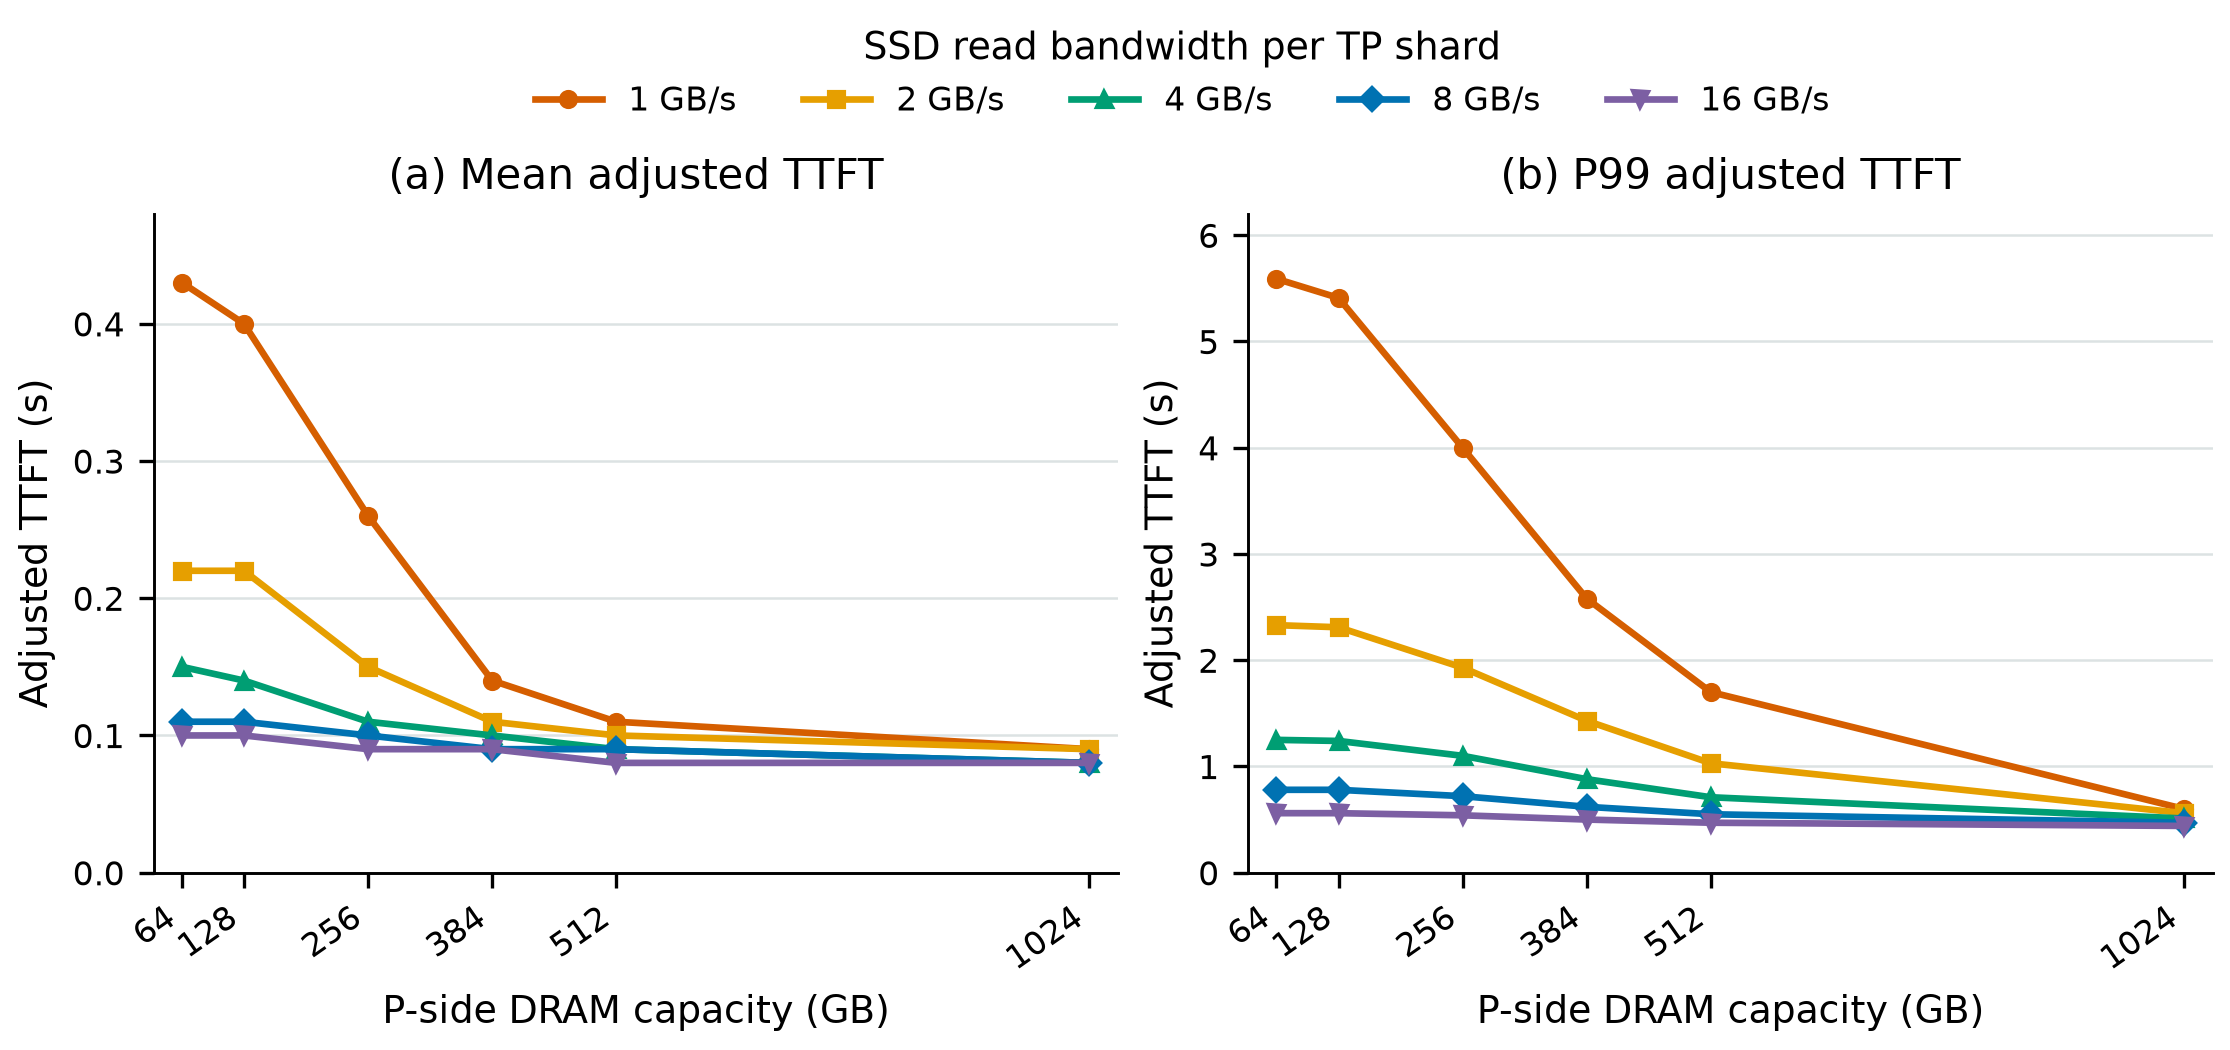 SSD read bandwidth per TP shard
1 GB/s 2 GB/s 4 GB/s 8 GB/s 16 GB/s
(a) Mean adjusted TTFT
Adjusted TTFT (s)
0.4
0.3
0.2
0.1
0.0
64 128 256 384 512 1024
P-side DRAM capacity (GB)
(b) P99 adjusted TTFT
Adjusted TTFT (s)
6
5
4
3
2
1
0
64 128 256 384 512 1024
P-side DRAM capacity (GB)